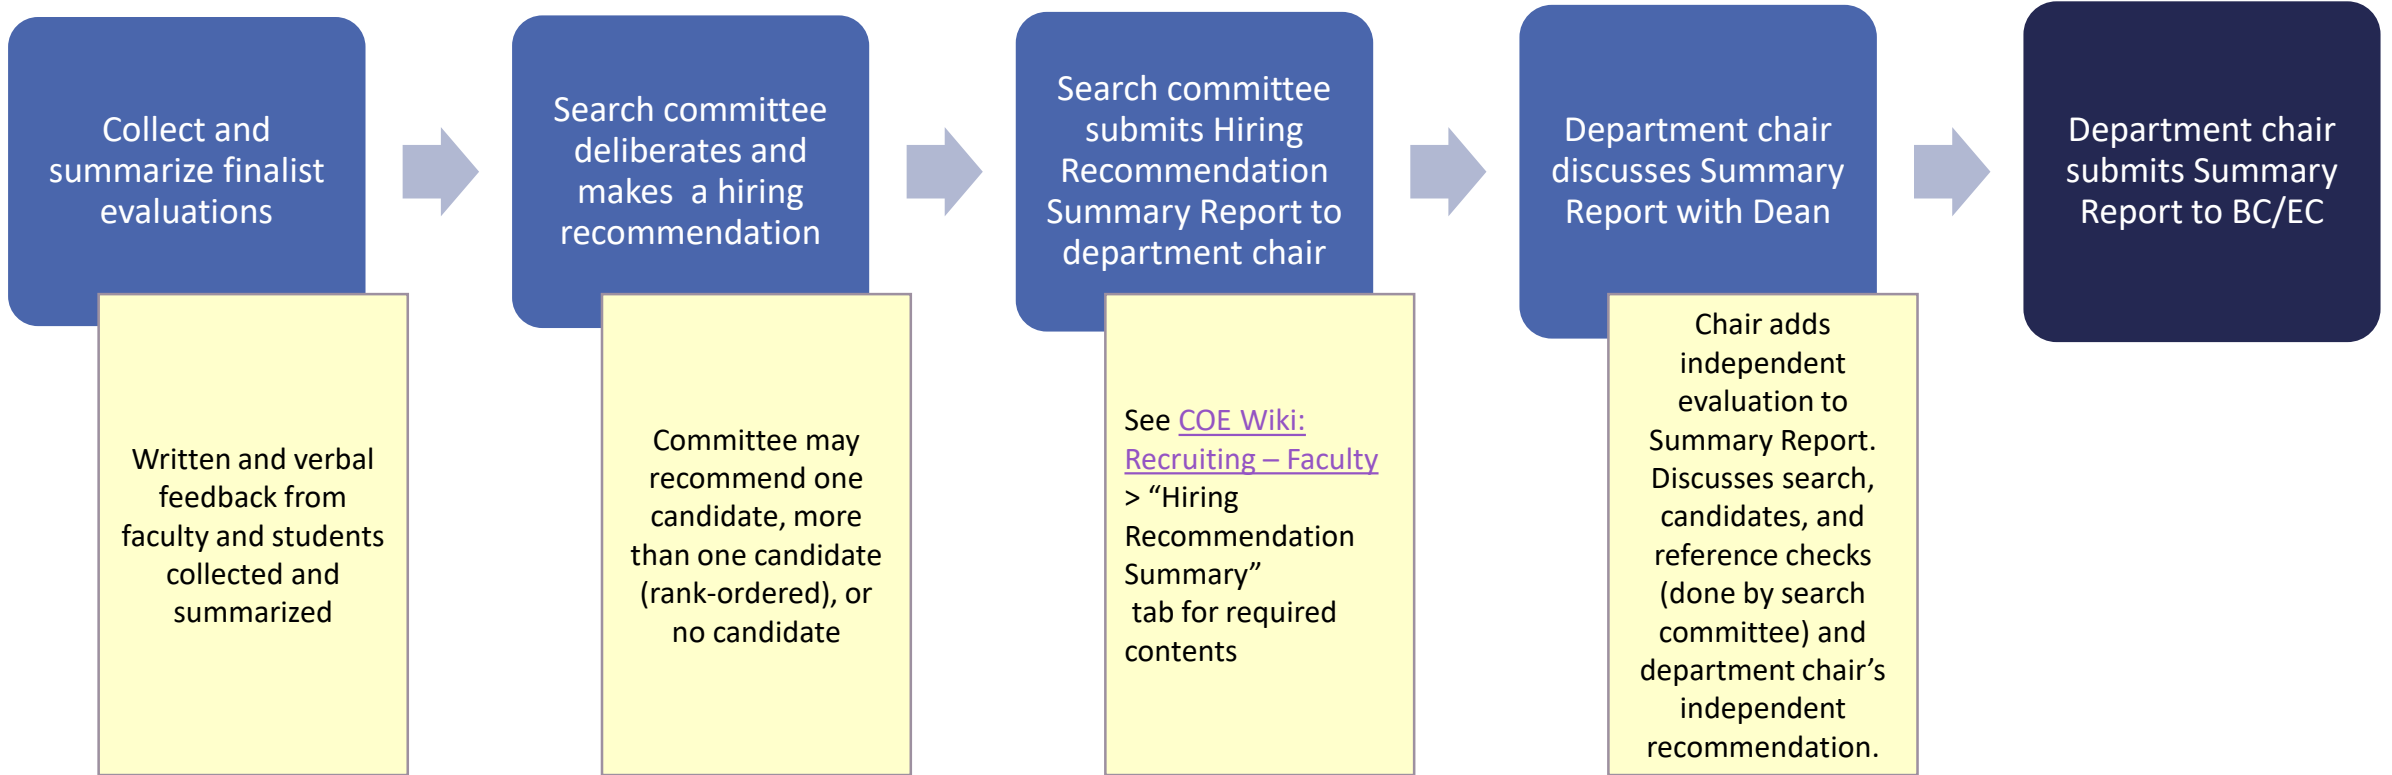 Collect and
summarize finalist
evaluations
Written and verbal
feedback from
faculty and students
collected and
summarized
Search committee
deliberates and
makes  a hiring
recommendation
Committee may
recommend one
candidate, more
than one candidate
(rank-ordered), or
no candidate
Search committee
submits Hiring
Recommendation
Summary Report to
department chair
See COE Wiki:
Recruiting – Faculty
> “Hiring
Recommendation
Summary”
tab for required
contents
Department chair
discusses Summary
Report with Dean
Chair adds
independent
evaluation to
Summary Report.
Discusses search,
candidates, and
reference checks
(done by search
committee) and
department chair’s
independent
recommendation.
Department chair
submits Summary
Report to BC/EC